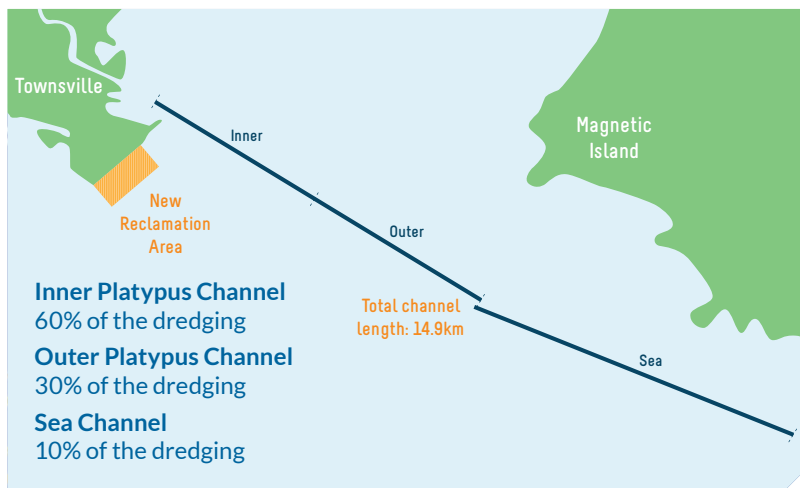 Townsville
Magnetic
Island
Inner
New
Reclamation
Area
Outer
Total channel
length: 14.9km
Sea
Inner Platypus Channel
60% of the dredging
Outer Platypus Channel
30% of the dredging
Sea Channel
10% of the dredging